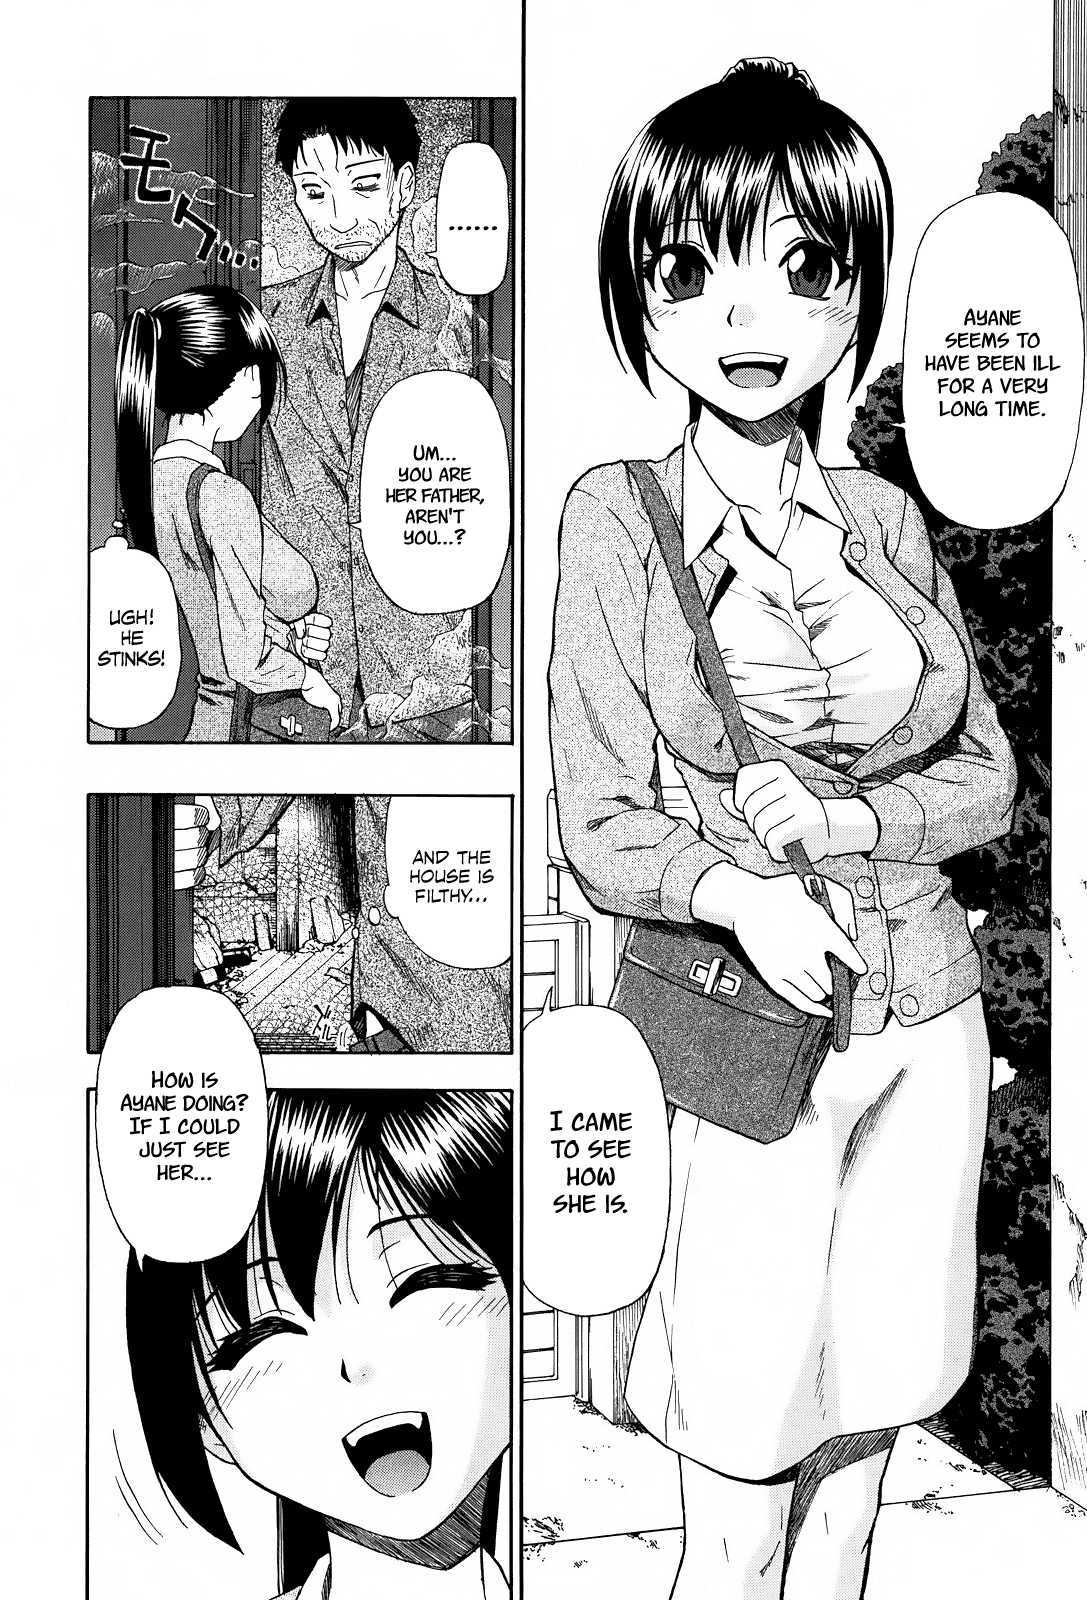 AYANE
SEEMS TO
HAVE BEEN ILL
FOR A VERY
LONG TIME.
I CAME
TO SEE
HOW
SHE IS.
モ
ク...
.......
UM...
YOU ARE
HER FATHER,
AREN'T
YOU...?
UGH!
HE
STINKS!
AND THE
HOUSE IS
FILTHY...
HOW IS
AYANE DOING?
IF I COULD
JUST SEE
HER...